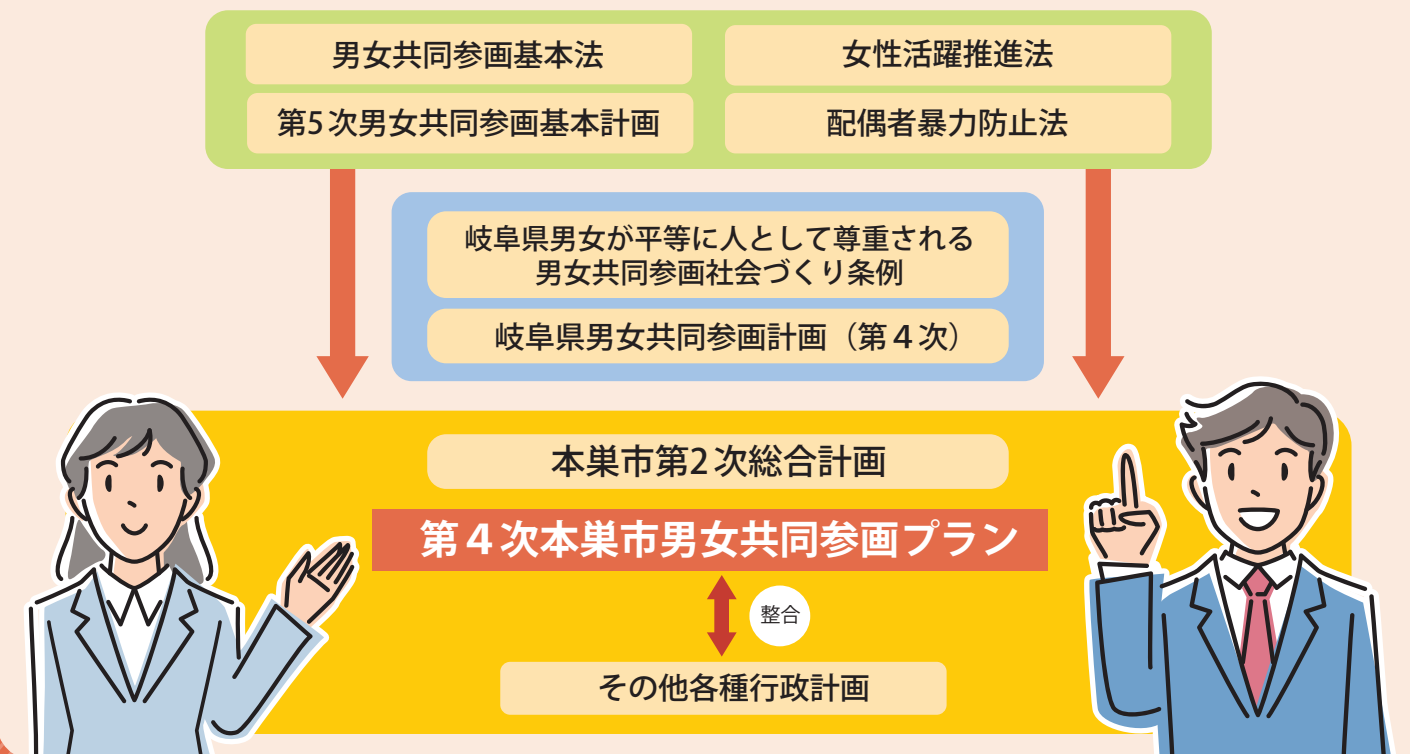 男女共同参画基本法
女性活躍推進法
第5次男女共同参画基本計画
配偶者暴力防止法
岐阜県男女が平等に人として尊重される
男女共同参画社会づくり条例
岐阜県男女共同参画計画（第４次）
本巣市第2次総合計画
第４次本巣市男女共同参画プラン
整合
その他各種行政計画